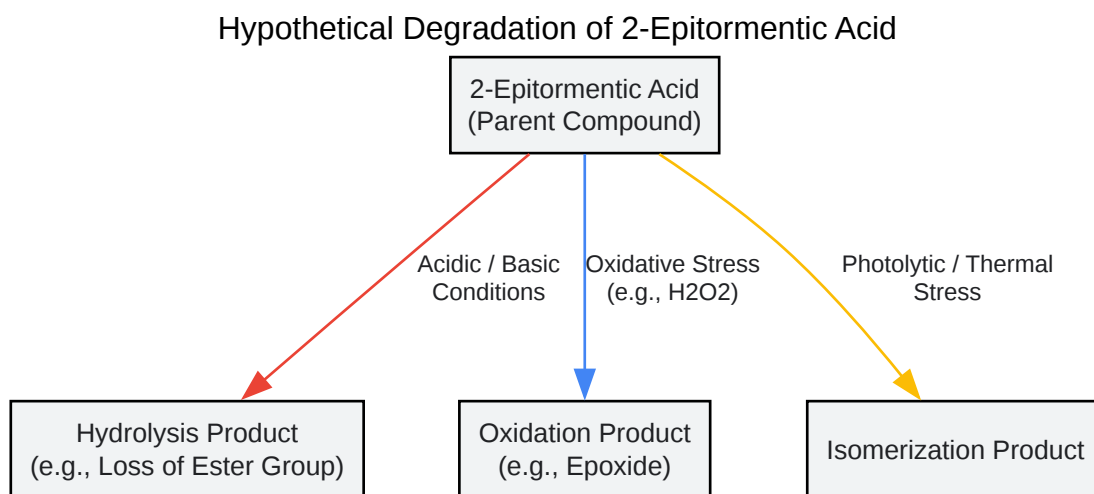 Hypothetical Degradation of 2-Epitormentic Acid
2-Epitormentic Acid
(Parent Compound)
Acidic / Basic
Conditions
Oxidative Stress
(e.g., H2O2)
Photolytic / Thermal
Stress
Hydrolysis Product
(e.g., Loss of Ester Group)
Oxidation Product
(e.g., Epoxide)
Isomerization Product